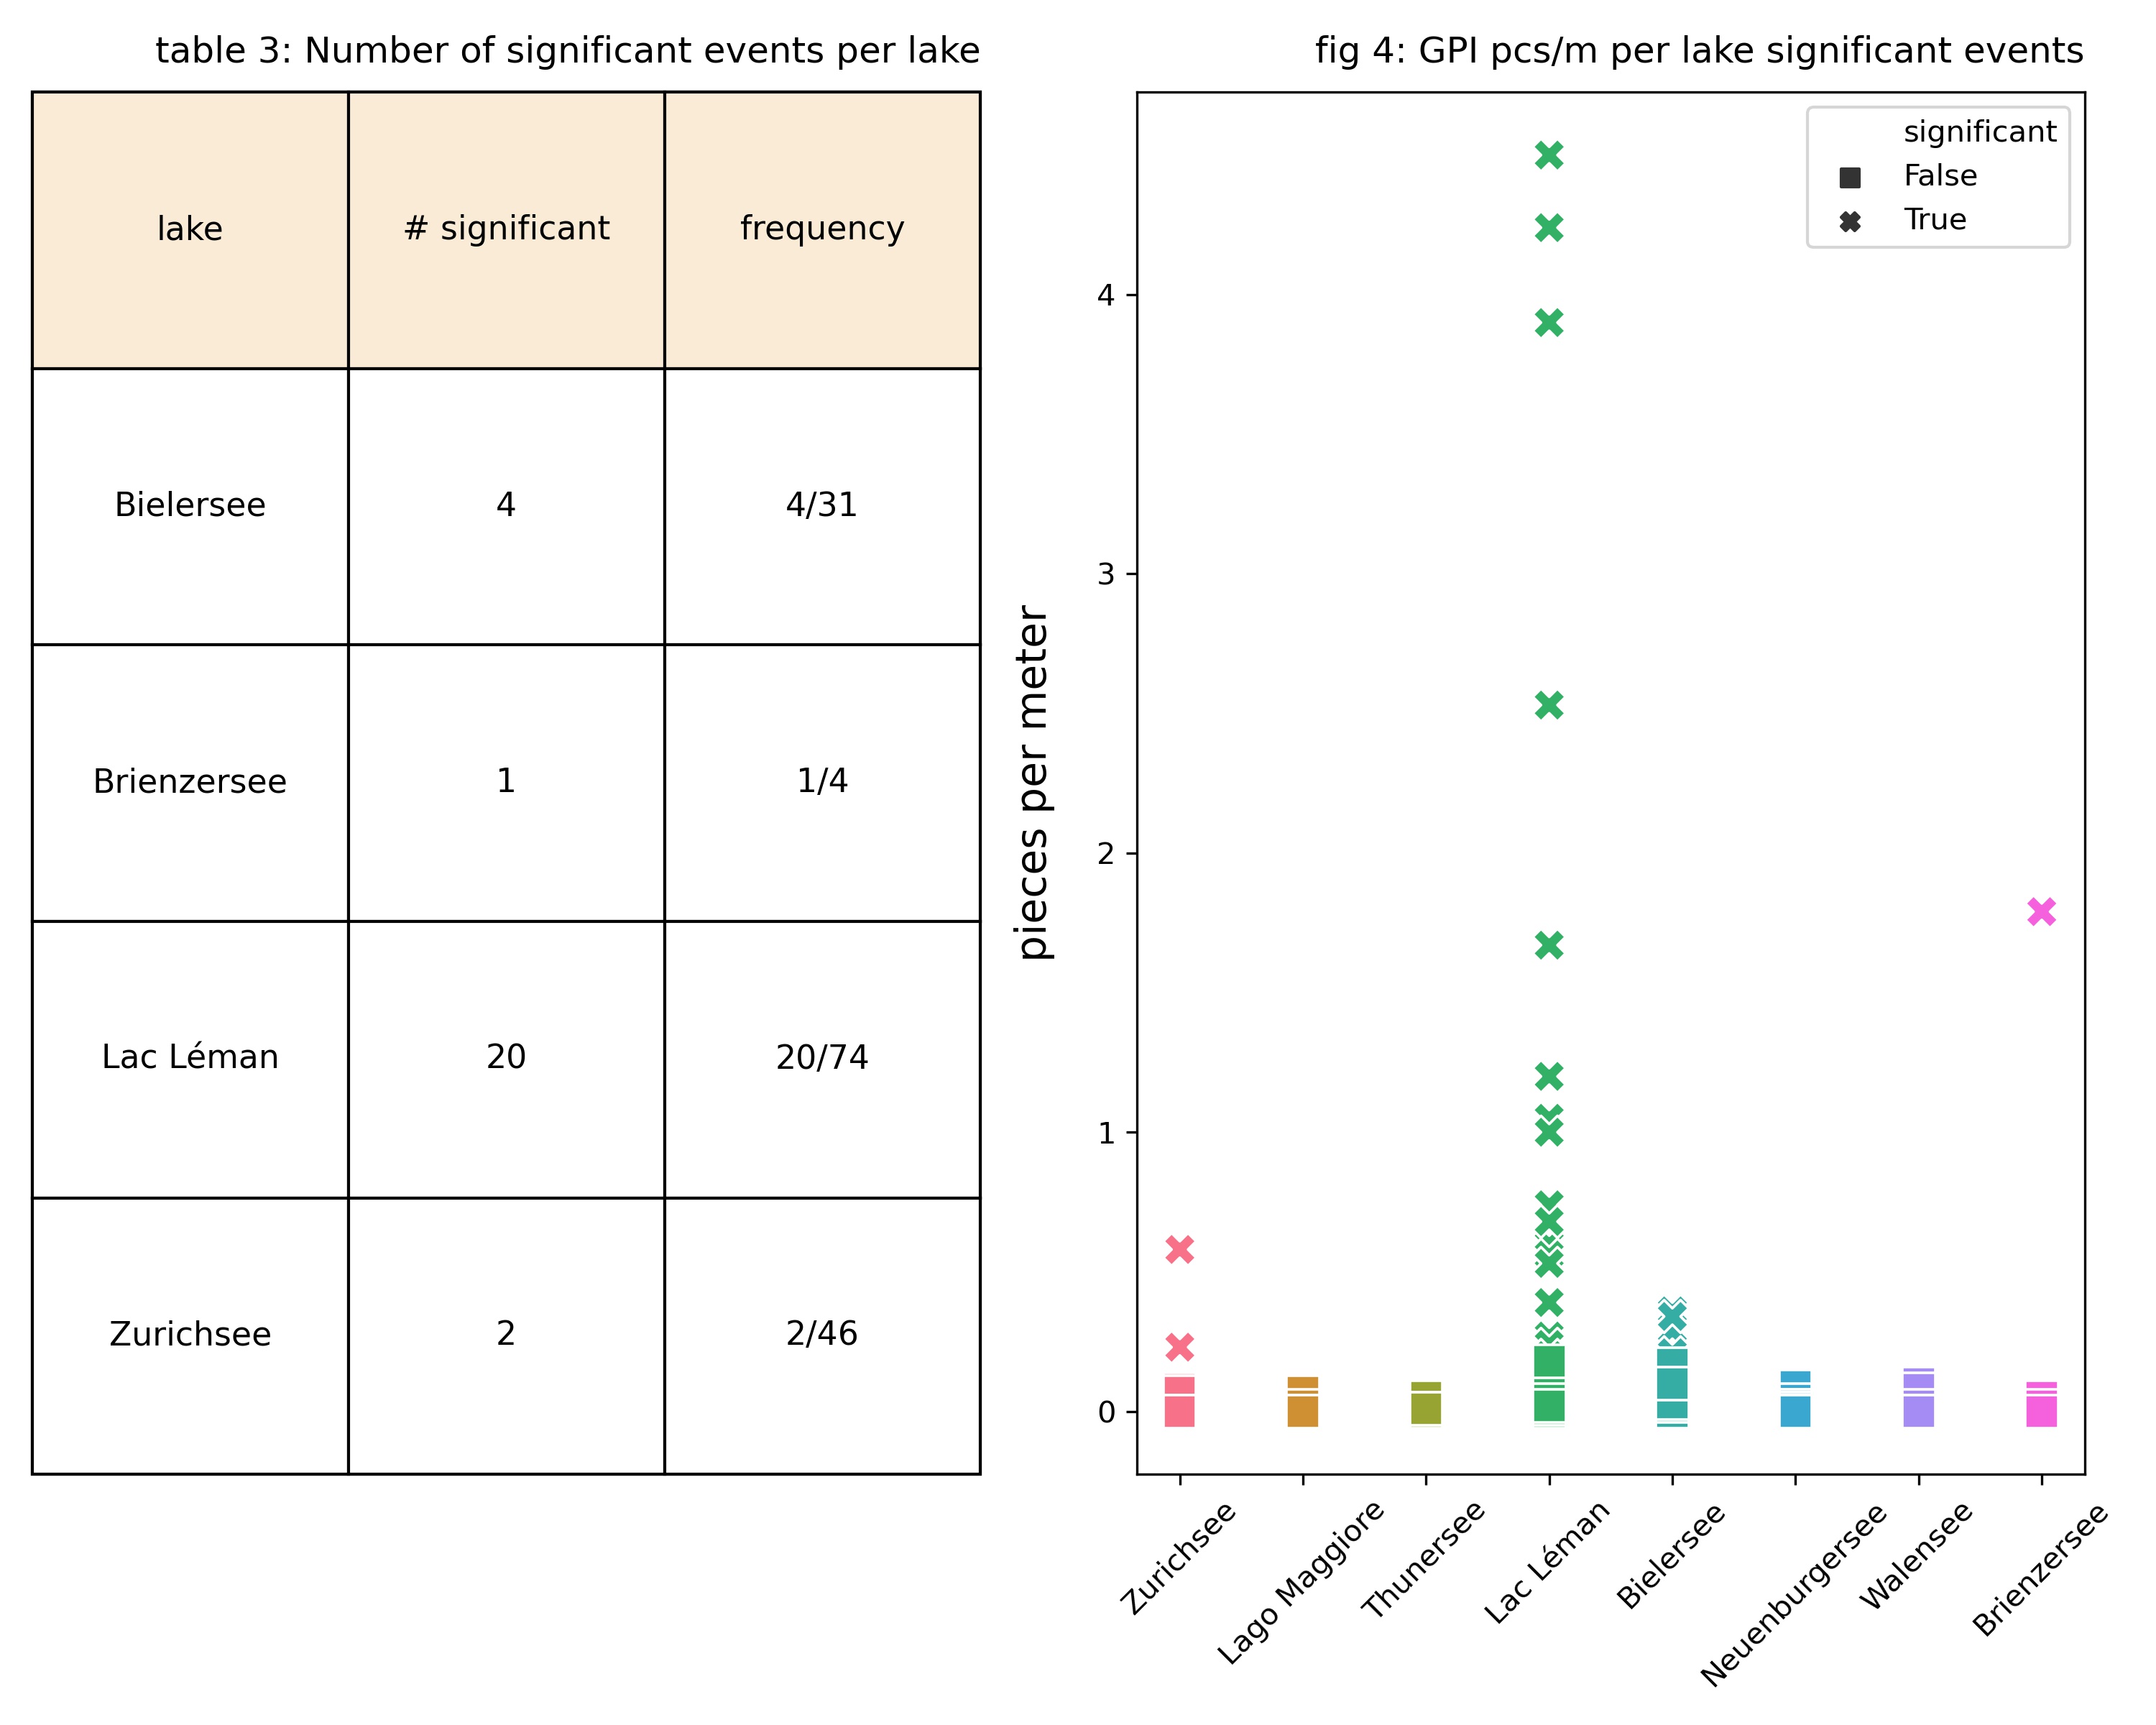 table 3: Number of significant events per lake
lake # significant frequency
Bielersee 4 4/31
Brienzersee 1 1/4
Lac Léman 20 20/74
Zurichsee 2 2/46
fig 4: GPI pcs/m per lake significant events
significant
False
True
pieces per meter
4
3
2
1
0
Zurichsee
Lago Maggiore
Thunersee
Lac Léman
Bielersee
Neuenburgersee
Walensee
Brienzersee